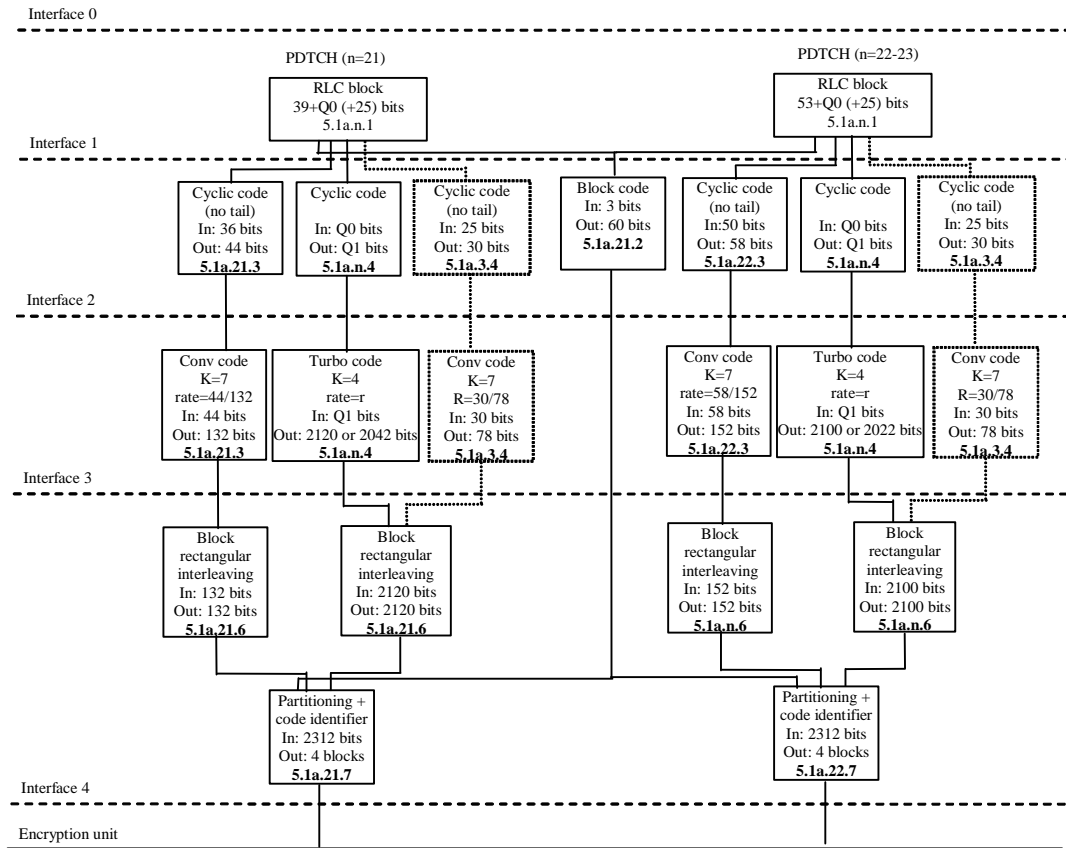 Interface 0
PDTCH (n=21)
PDTCH (n=22-23)
RLC block
39+Q0 (+25) bits
5.1a.n.1
RLC block
53+Q0 (+25) bits
5.1a.n.1
Interface 1
Cyclic code
(no tail)
In: 36 bits
Out: 44 bits
5.1a.21.3
Cyclic code
In: Q0 bits
Out: Q1 bits
5.1a.n.4
Cyclic code
(no tail)
In: 25 bits
Out: 30 bits
5.1a.3.4
Block code
In: 3 bits
Out: 60 bits
5.1a.21.2
Cyclic code
(no tail)
In:50 bits
Out: 58 bits
5.1a.22.3
Cyclic code
In: Q0 bits
Out: Q1 bits
5.1a.n.4
Cyclic code
(no tail)
In: 25 bits
Out: 30 bits
5.1a.3.4
Interface 2
Conv code
K=7
rate=44/132
In: 44 bits
Out: 132 bits
5.1a.21.3
Turbo code
K=4
rate=r
In: Q1 bits
Out: 2120 or 2042 bits
5.1a.n.4
Conv code
K=7
R=30/78
In: 30 bits
Out: 78 bits
5.1a.3.4
Conv code
K=7
rate=58/152
In: 58 bits
Out: 152 bits
5.1a.22.3
Turbo code
K=4
rate=r
In: Q1 bits
Out: 2100 or 2022 bits
5.1a.n.4
Conv code
K=7
R=30/78
In: 30 bits
Out: 78 bits
5.1a.3.4
Interface 3
Block
rectangular
interleaving
In: 132 bits
Out: 132 bits
5.1a.21.6
Block
rectangular
interleaving
In: 2120 bits
Out: 2120 bits
5.1a.21.6
Block
rectangular
interleaving
In: 152 bits
Out: 152 bits
5.1a.n.6
Block
rectangular
interleaving
In: 2100 bits
Out: 2100 bits
5.1a.n.6
Partitioning +
code identifier
In: 2312 bits
Out: 4 blocks
5.1a.21.7
Partitioning +
code identifier
In: 2312 bits
Out: 4 blocks
5.1a.22.7
Interface 4
Encryption unit